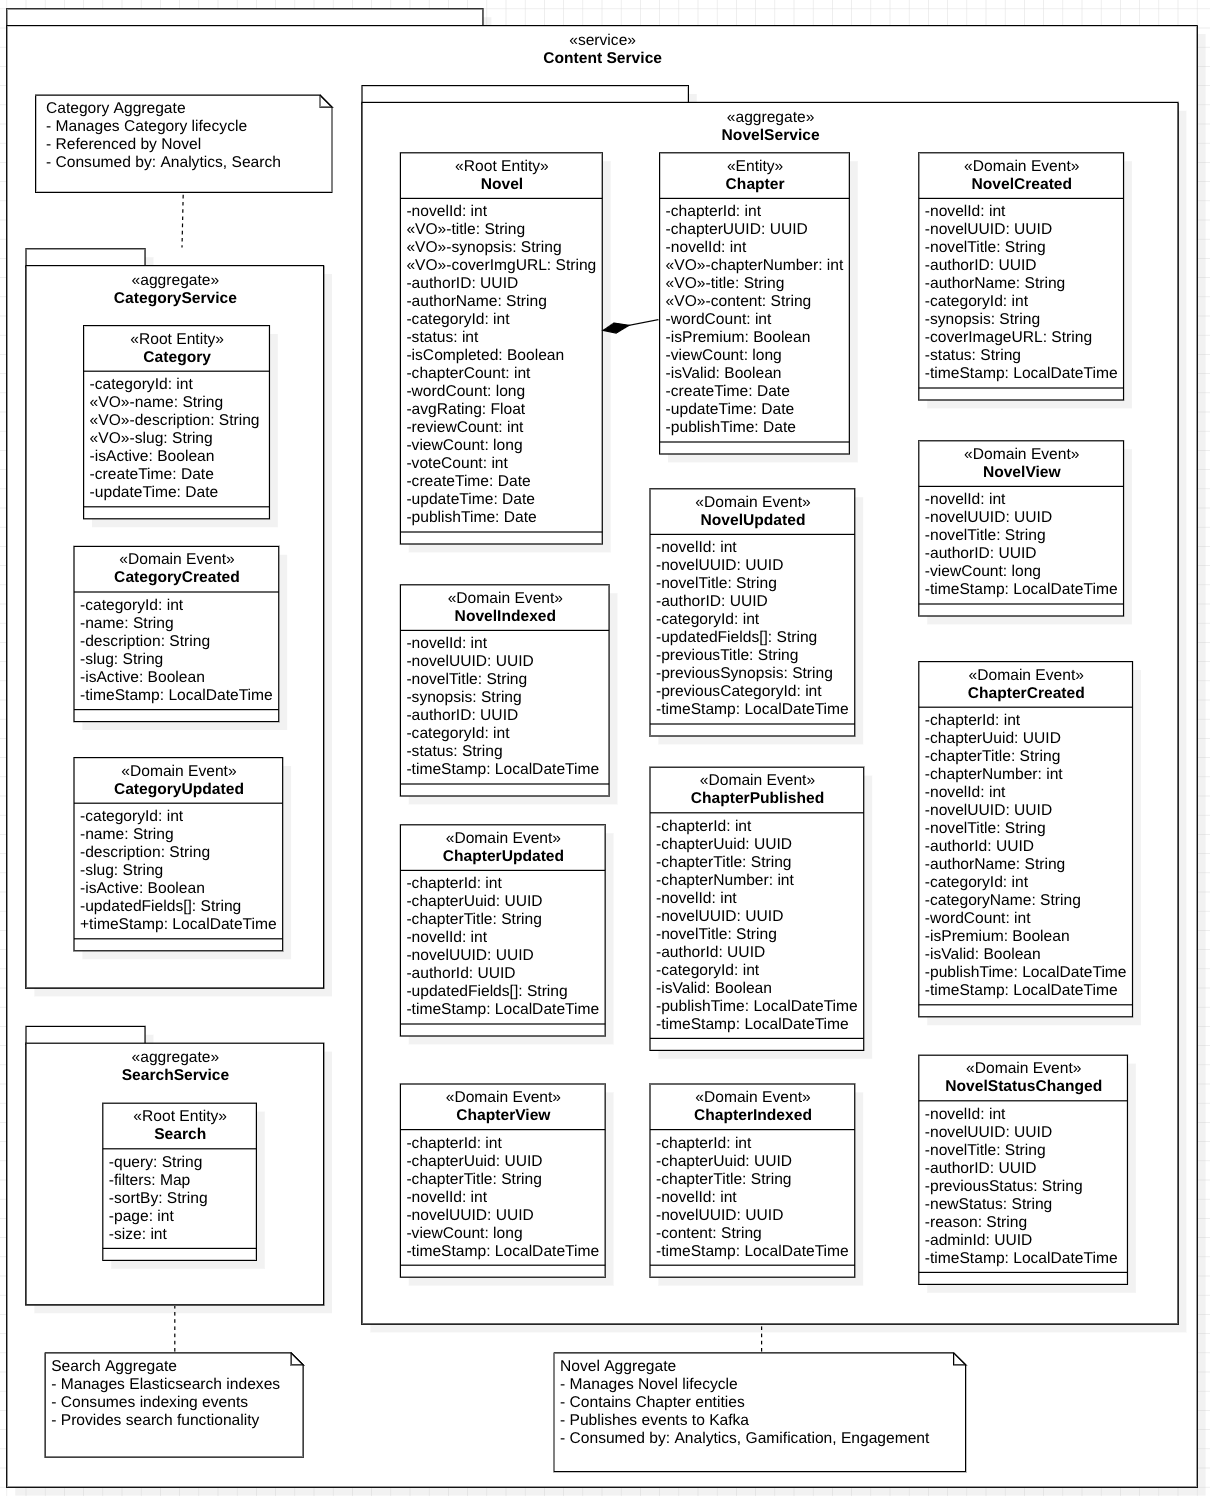 «service»
Content Service
Category Aggregate
- Manages Category lifecycle
- Referenced by Novel
- Consumed by: Analytics, Search
«aggregate»
CategoryService
«Root Entity»
Category
-categoryId: int
«VO»-name: String
«VO»-description: String
«VO»-slug: String
-isActive: Boolean
-createTime: Date
-updateTime: Date
«Domain Event»
CategoryCreated
-categoryId: int
-name: String
-description: String
-slug: String
-isActive: Boolean
-timeStamp: LocalDateTime
«Domain Event»
CategoryUpdated
-categoryId: int
-name: String
-description: String
-slug: String
-isActive: Boolean
-updatedFields[]: String
+timeStamp: LocalDateTime
«aggregate»
SearchService
«Root Entity»
Search
-query: String
-filters: Map
-sortBy: String
-page: int
-size: int
Search Aggregate
- Manages Elasticsearch indexes
- Consumes indexing events
- Provides search functionality
«aggregate»
NovelService
«Root Entity»
Novel
-novelId: int
«VO»-title: String
«VO»-synopsis: String
«VO»-coverImgURL: String
-authorID: UUID
-authorName: String
-categoryId: int
-status: int
-isCompleted: Boolean
-chapterCount: int
-wordCount: long
-avgRating: Float
-reviewCount: int
-viewCount: long
-voteCount: int
-createTime: Date
-updateTime: Date
-publishTime: Date
«Entity»
Chapter
-chapterId: int
-chapterUUID: UUID
-novelId: int
«VO»-chapterNumber: int
«VO»-title: String
«VO»-content: String
-wordCount: int
-isPremium: Boolean
-viewCount: long
-isValid: Boolean
-createTime: Date
-updateTime: Date
-publishTime: Date
«Domain Event»
NovelCreated
-novelId: int
-novelUUID: UUID
-novelTitle: String
-authorID: UUID
-authorName: String
-categoryId: int
-synopsis: String
-coverImageURL: String
-status: String
-timeStamp: LocalDateTime
«Domain Event»
NovelView
-novelId: int
-novelUUID: UUID
-novelTitle: String
-authorID: UUID
-viewCount: long
-timeStamp: LocalDateTime
«Domain Event»
NovelUpdated
-novelId: int
-novelUUID: UUID
-novelTitle: String
-authorID: UUID
-categoryId: int
-updatedFields[]: String
-previousTitle: String
-previousSynopsis: String
-previousCategoryId: int
-timeStamp: LocalDateTime
«Domain Event»
NovelIndexed
-novelId: int
-novelUUID: UUID
-novelTitle: String
-synopsis: String
-authorID: UUID
-categoryId: int
-status: String
-timeStamp: LocalDateTime
«Domain Event»
ChapterCreated
-chapterId: int
-chapterUuid: UUID
-chapterTitle: String
-chapterNumber: int
-novelId: int
-novelUUID: UUID
-novelTitle: String
-authorId: UUID
-authorName: String
-categoryId: int
-categoryName: String
-wordCount: int
-isPremium: Boolean
-isValid: Boolean
-publishTime: LocalDateTime
-timeStamp: LocalDateTime
«Domain Event»
ChapterPublished
-chapterId: int
-chapterUuid: UUID
-chapterTitle: String
-chapterNumber: int
-novelId: int
-novelUUID: UUID
-novelTitle: String
-authorId: UUID
-categoryId: int
-isValid: Boolean
-publishTime: LocalDateTime
-timeStamp: LocalDateTime
«Domain Event»
ChapterUpdated
-chapterId: int
-chapterUuid: UUID
-chapterTitle: String
-novelId: int
-novelUUID: UUID
-authorId: UUID
-updatedFields[]: String
-timeStamp: LocalDateTime
«Domain Event»
ChapterView
-chapterId: int
-chapterUuid: UUID
-chapterTitle: String
-novelId: int
-novelUUID: UUID
-viewCount: long
-timeStamp: LocalDateTime
«Domain Event»
ChapterIndexed
-chapterId: int
-chapterUuid: UUID
-chapterTitle: String
-novelId: int
-novelUUID: UUID
-content: String
-timeStamp: LocalDateTime
«Domain Event»
NovelStatusChanged
-novelId: int
-novelUUID: UUID
-novelTitle: String
-authorID: UUID
-previousStatus: String
-newStatus: String
-reason: String
-adminId: UUID
-timeStamp: LocalDateTime
Novel Aggregate
- Manages Novel lifecycle
- Contains Chapter entities
- Publishes events to Kafka
- Consumed by: Analytics, Gamification, Engagement